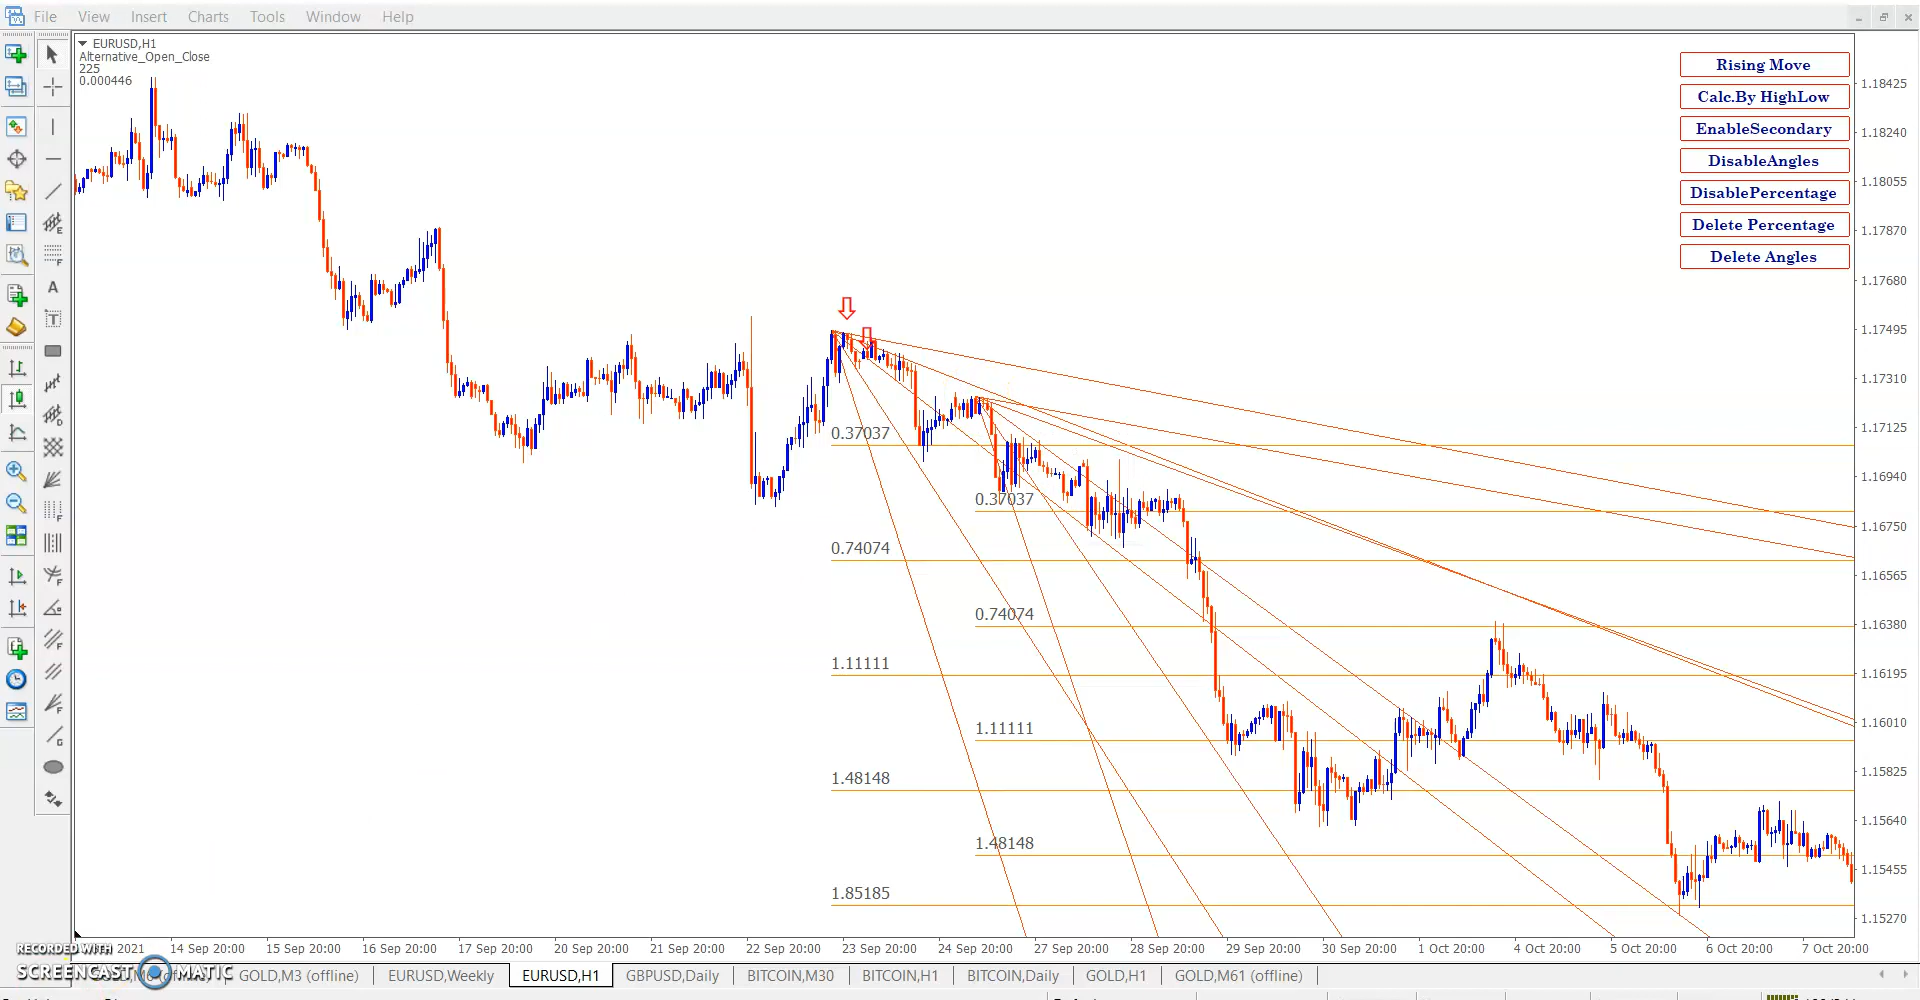 File View Insert Charts Tools Window Help
EURUSD,H1
Alternative_Open_Close
225
0.000446
Rising Move
Calc.By HighLow
EnableSecondary
DisableAngles
DisablePercentage
Delete Percentage
Delete Angles
1.18425
1.18240
1.18055
1.17870
1.17680
1.17495
1.17310
1.17125
1.16940
1.16750
1.16565
1.16380
1.16195
1.16010
1.15825
1.15640
1.15455
1.15270
0.37037
0.37037
0.74074
0.74074
1.11111
1.11111
1.48148
1.48148
1.85185
2021 14 Sep 20:00 15 Sep 20:00 16 Sep 20:00 17 Sep 20:00 20 Sep 20:00 21 Sep 20:00 22 Sep 20:00 23 Sep 20:00 24 Sep 20:00 27 Sep 20:00 28 Sep 20:00 29 Sep 20:00 30 Sep 20:00 1 Oct 20:00 4 Oct 20:00 5 Oct 20:00 6 Oct 20:00 7 Oct 20:00
RECORDED WITH
SCREENCAST MATIC
GOLD,M3 (offline) EURUSD,Weekly EURUSD,H1 GBPUSD,Daily BITCOIN,M30 BITCOIN,H1 BITCOIN,Daily GOLD,H1 GOLD,M61 (offline)